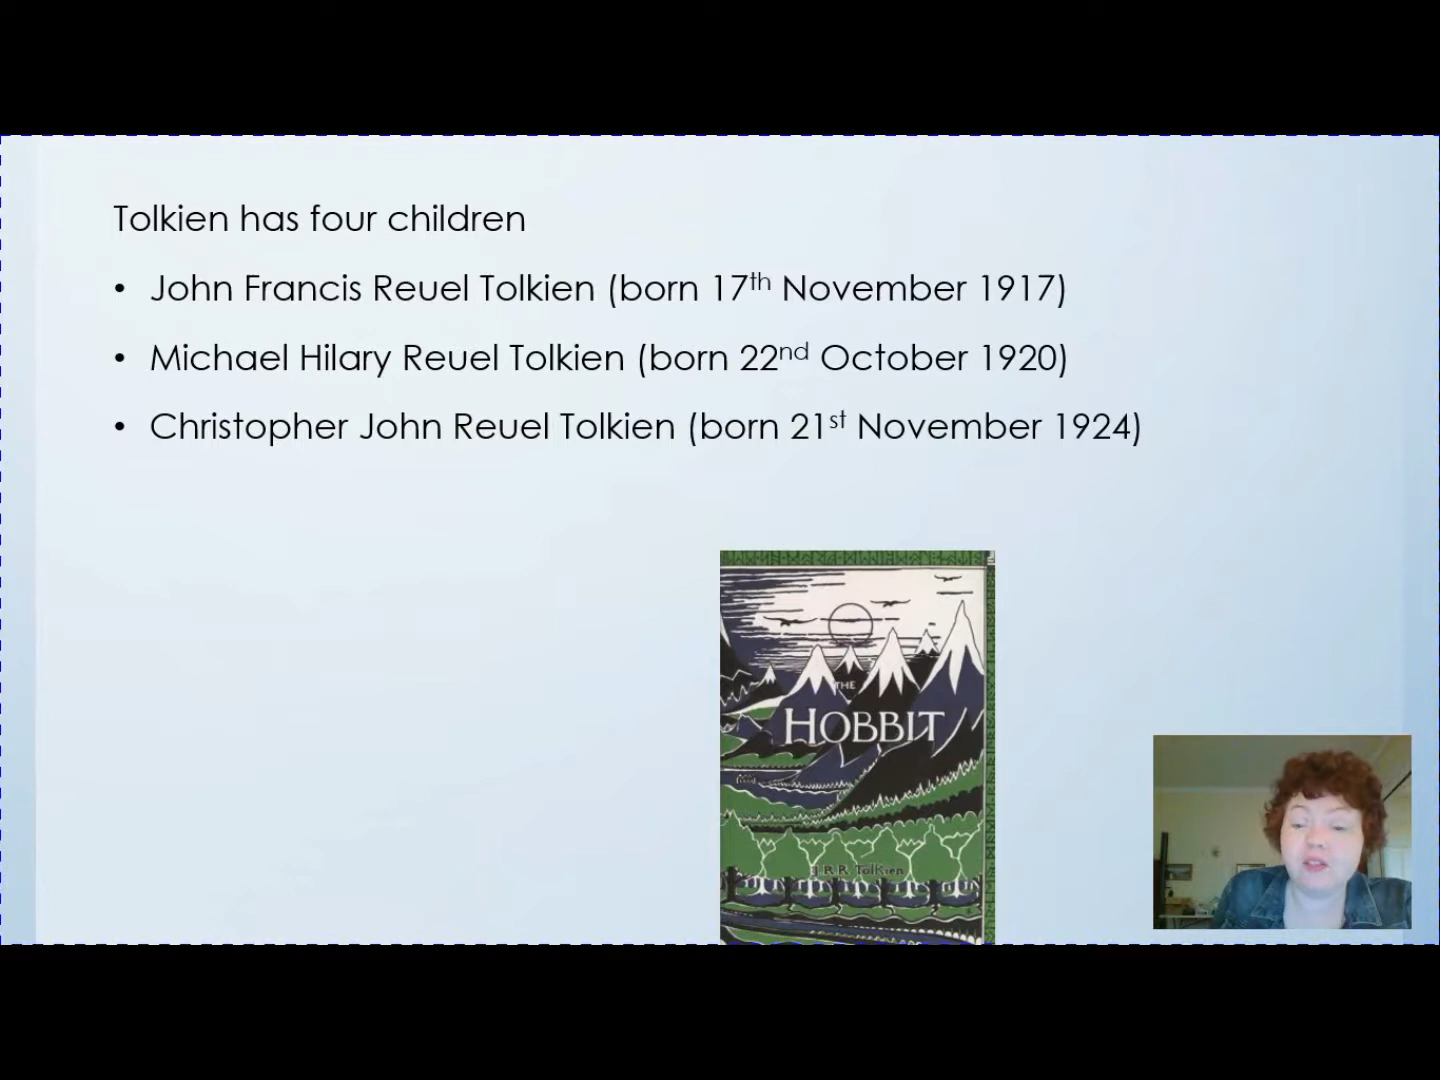 Tolkien has four children
• John Francis Reuel Tolkien (born 17th November 1917)
• Michael Hilary Reuel Tolkien (born 22nd October 1920)
• Christopher John Reuel Tolkien (born 21st November 1924)
THE
HOBBIT
J.R.R. Tolkien